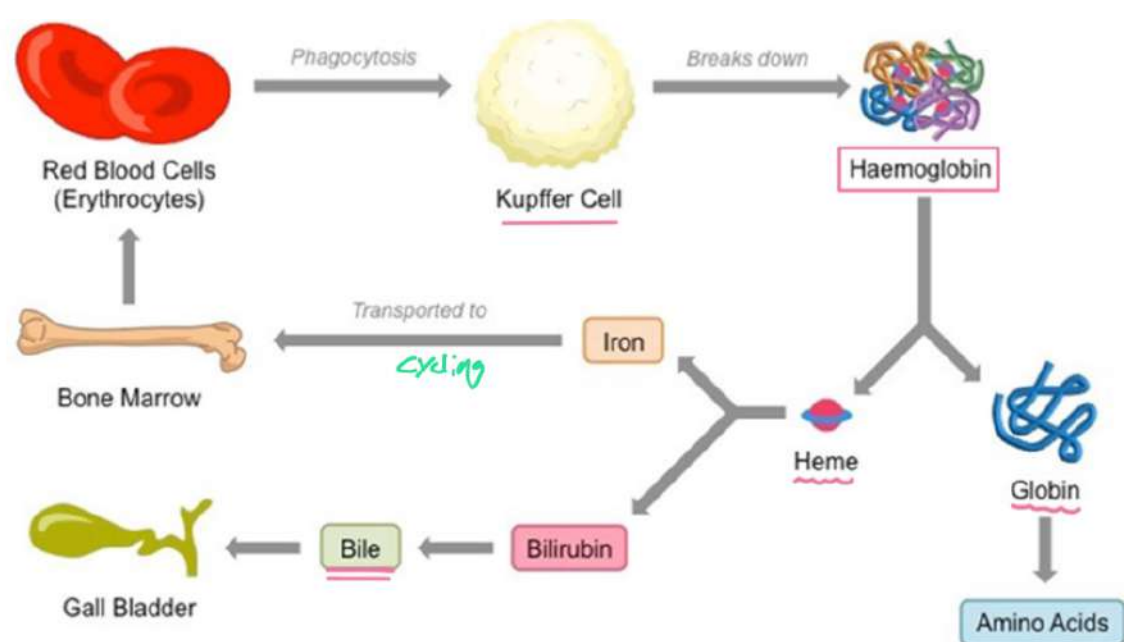 Phagocytosis
Breaks down
Red Blood Cells
(Erythrocytes)
Kupffer Cell
Haemoglobin
Transported to
cycling
Iron
Bone Marrow
Heme
Globin
Bile
Bilirubin
Gall Bladder
Amino Acids